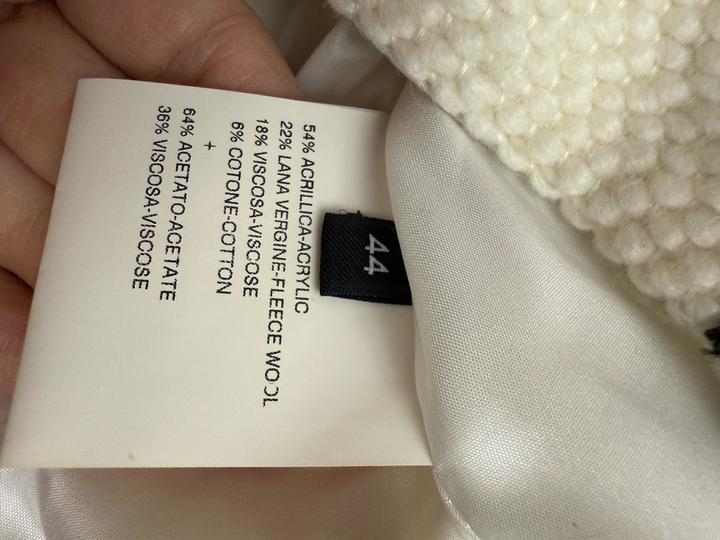 54% ACRILLICA-ACRYLIC
22% LANA VERGINE-FLEECE WOOL
18% VISCOSA-VISCOSE
6% COTONE-COTTON
+
64% ACETATO-ACETATE
36% VISCOSA-VISCOSE
44